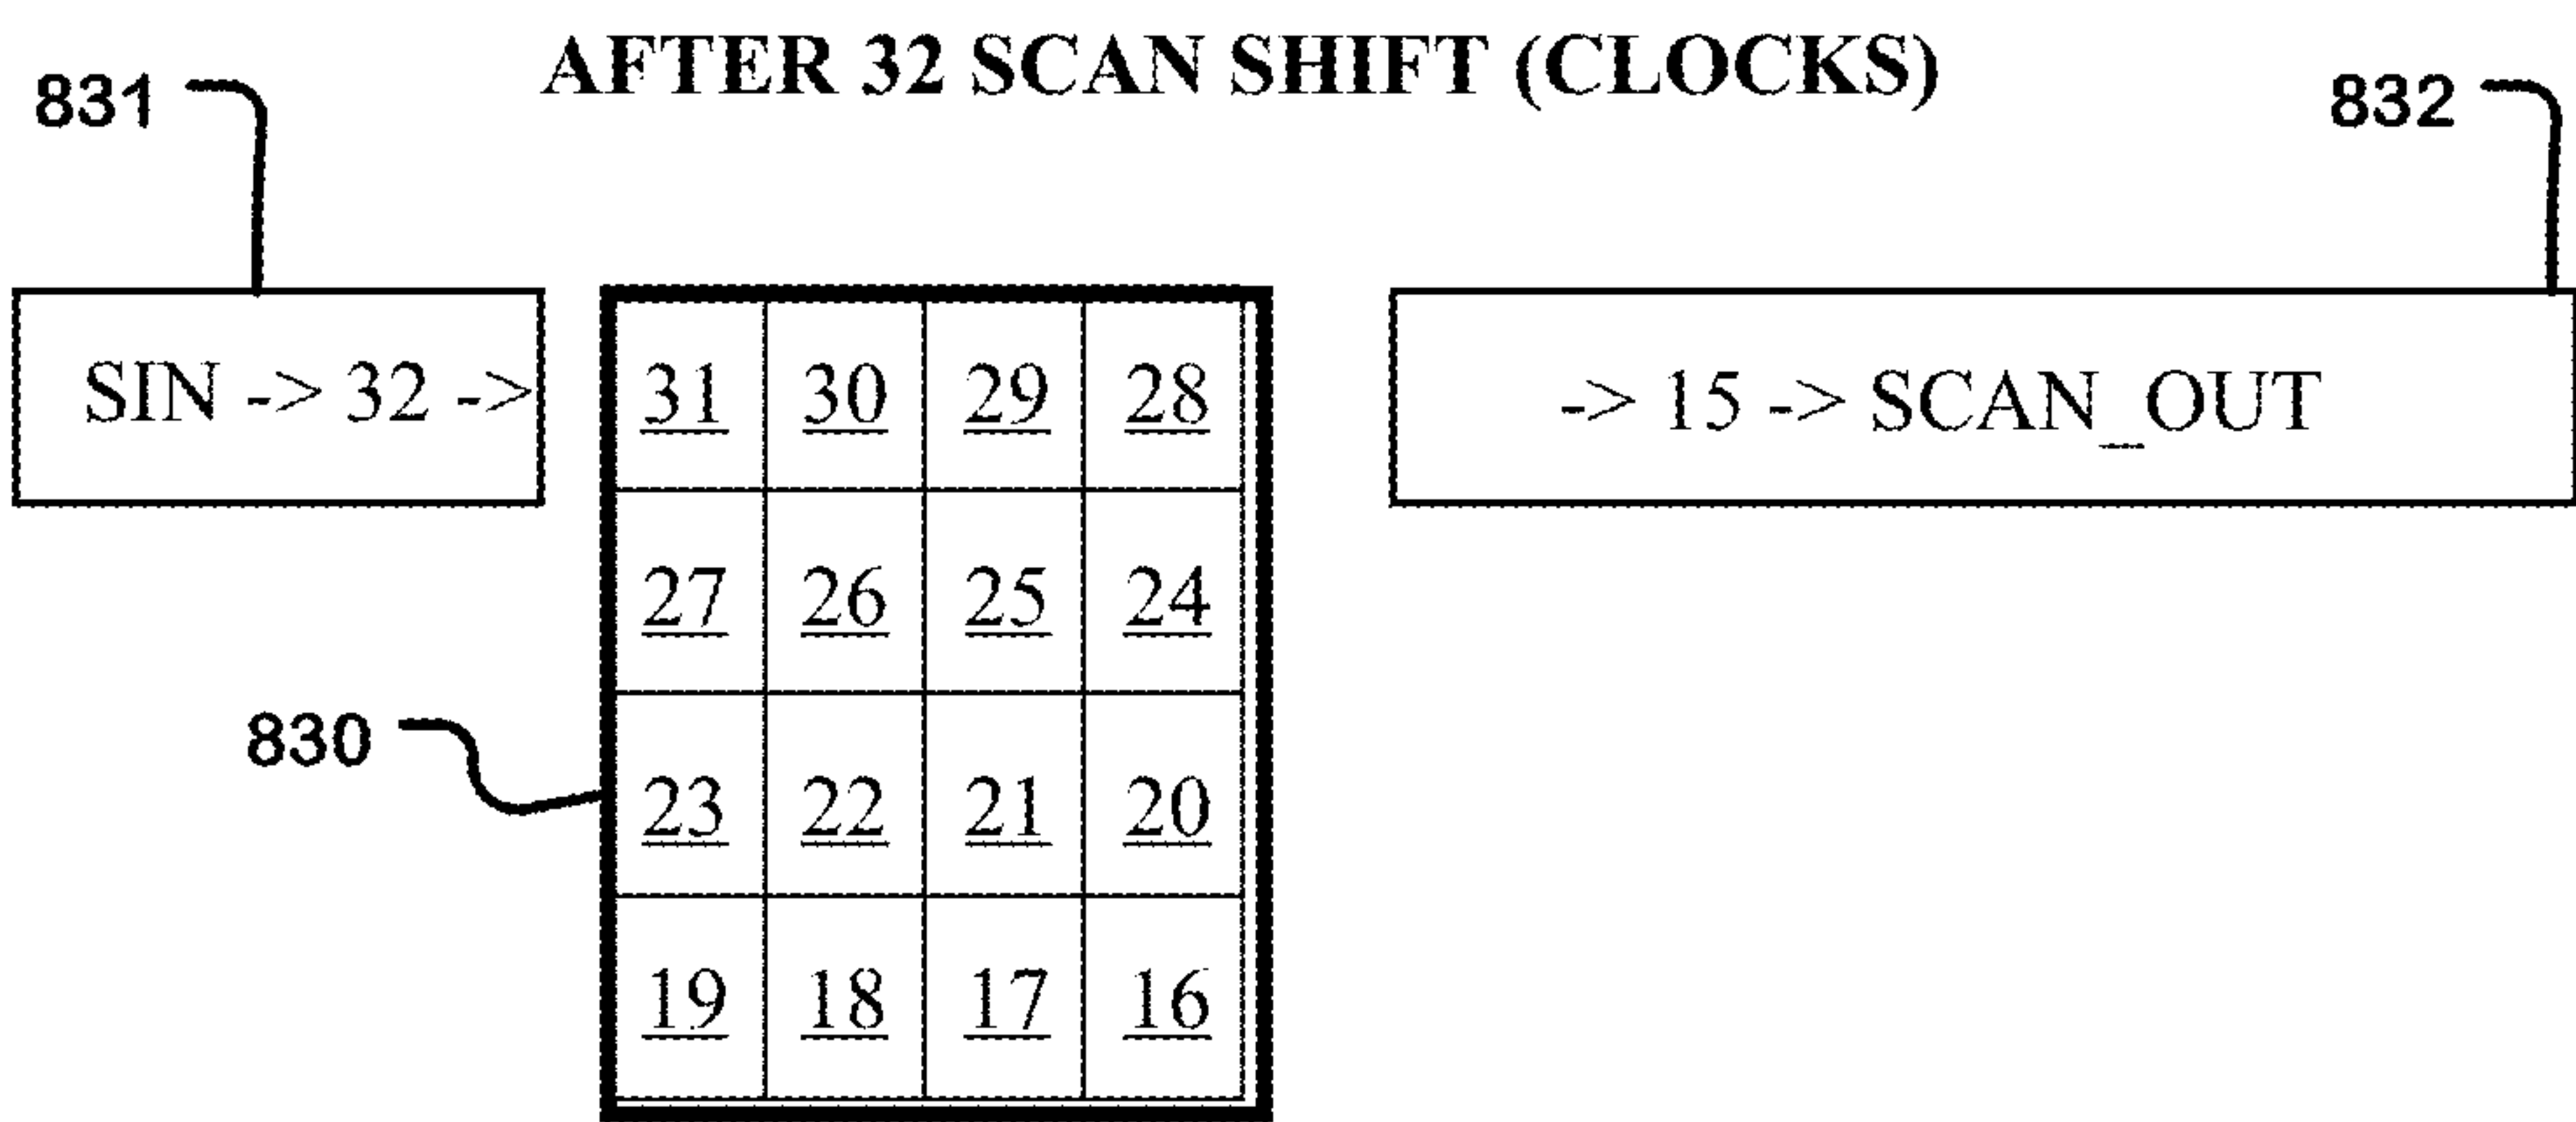 AFTER 32 SCAN SHIFT (CLOCKS)
831
832
SIN -> 32 ->
31 30 29 28
-> 15 -> SCAN_OUT
27 26 25 24
830
23 22 21 20
19 18 17 16